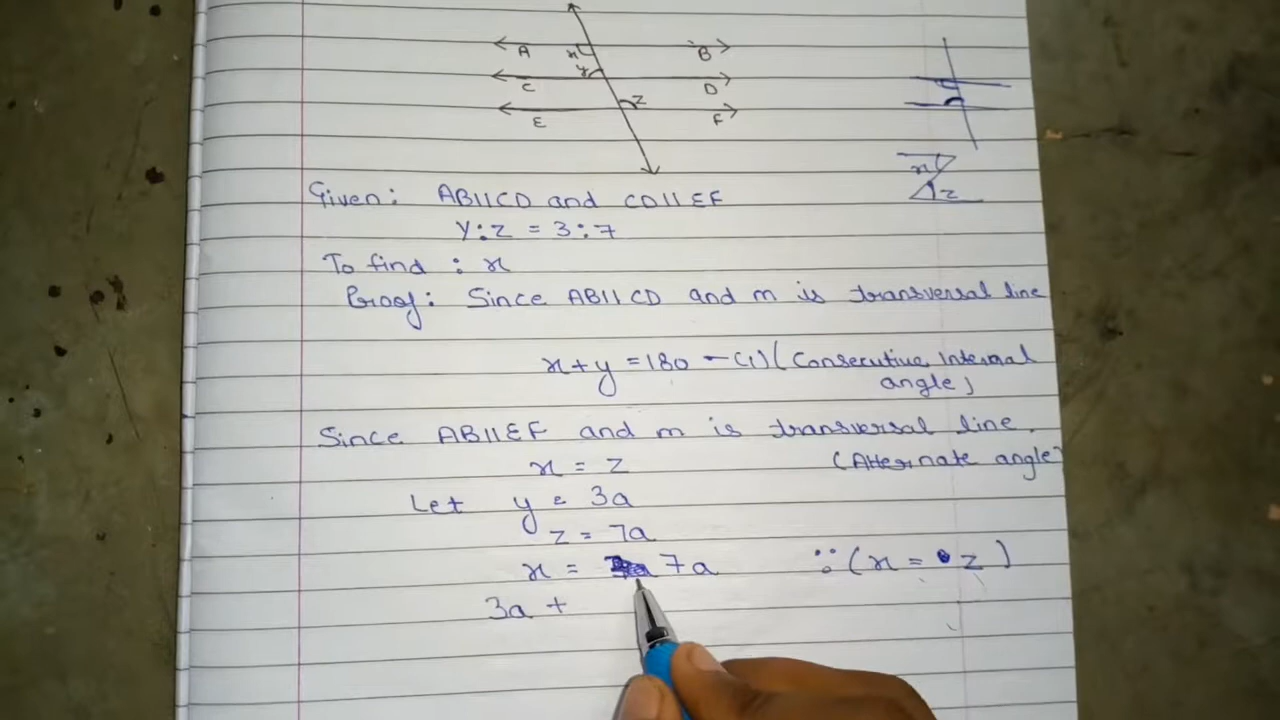 A x B
y
C D
z
E F
x
z
Given: AB||CD and CD||EF
y:z = 3:7
To find : x
Proof: Since AB||CD and m is transversal line
x+y=180 -(1) (Consecutive Internal
angle)
Since AB||EF and m is transversal line.
x = z (Alternate angle)
Let y = 3a
z = 7a
x = 7a ∵ (x = z)
3a +